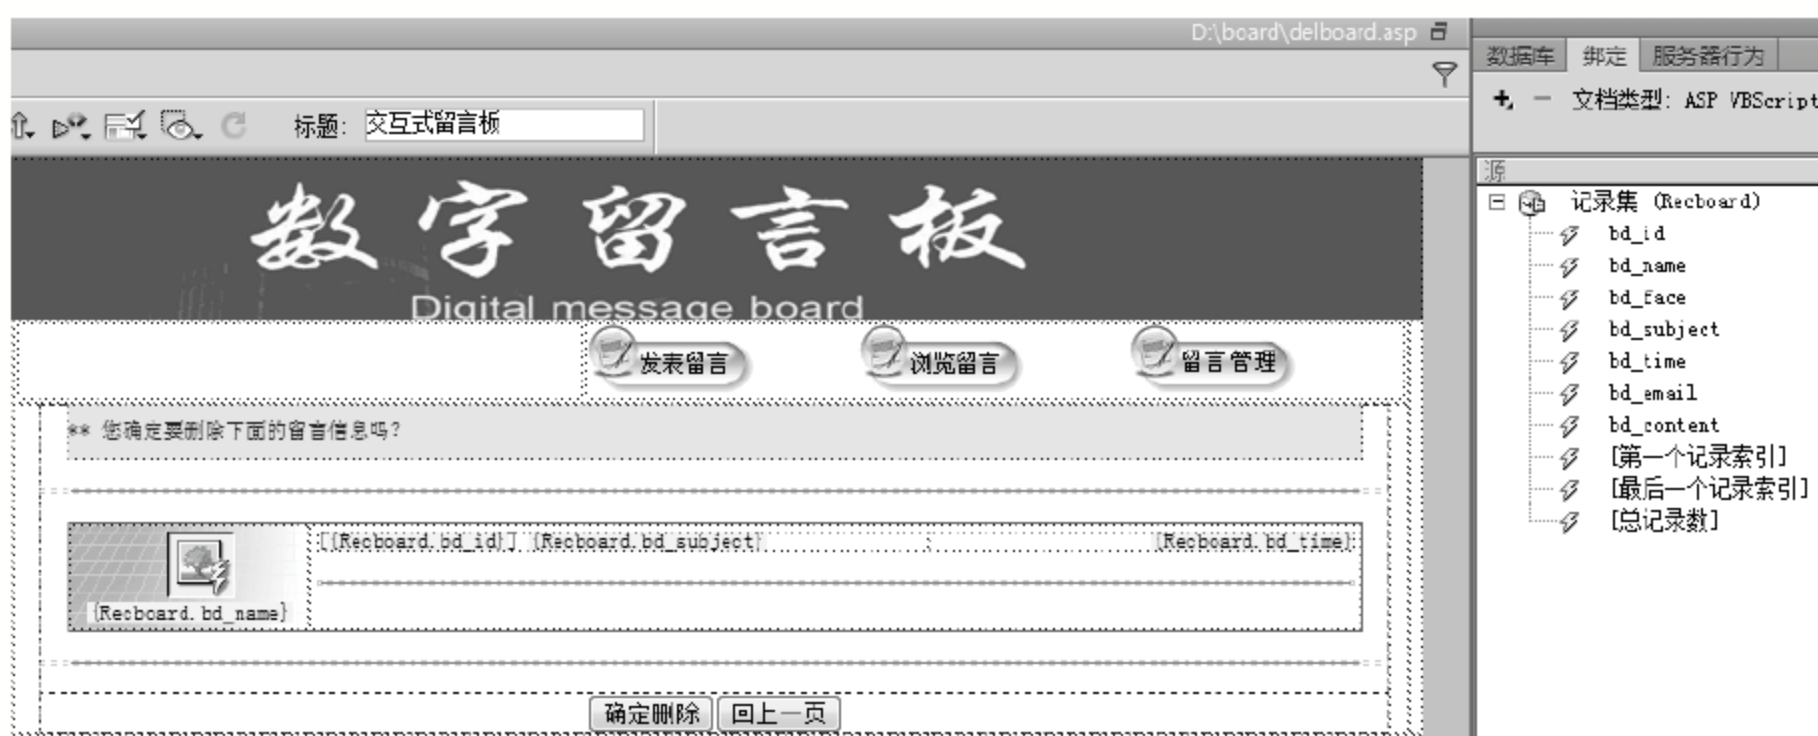 D:\board\delboard.asp
数据库 绑定 服务器行为
文档类型: ASP VBScript
标题: 交互式留言板
源
数字留言板
Digital message board
发表留言 浏览留言 留言管理
** 您确定要删除下面的留言信息吗?
[{Recboard.bd_id}] {Recboard.bd_subject} {Recboard.bd_time}
{Recboard.bd_name}
确定删除 回上一页
记录集 (Recboard)
bd_id
bd_name
bd_face
bd_subject
bd_time
bd_email
bd_content
[第一个记录索引]
[最后一个记录索引]
[总记录数]